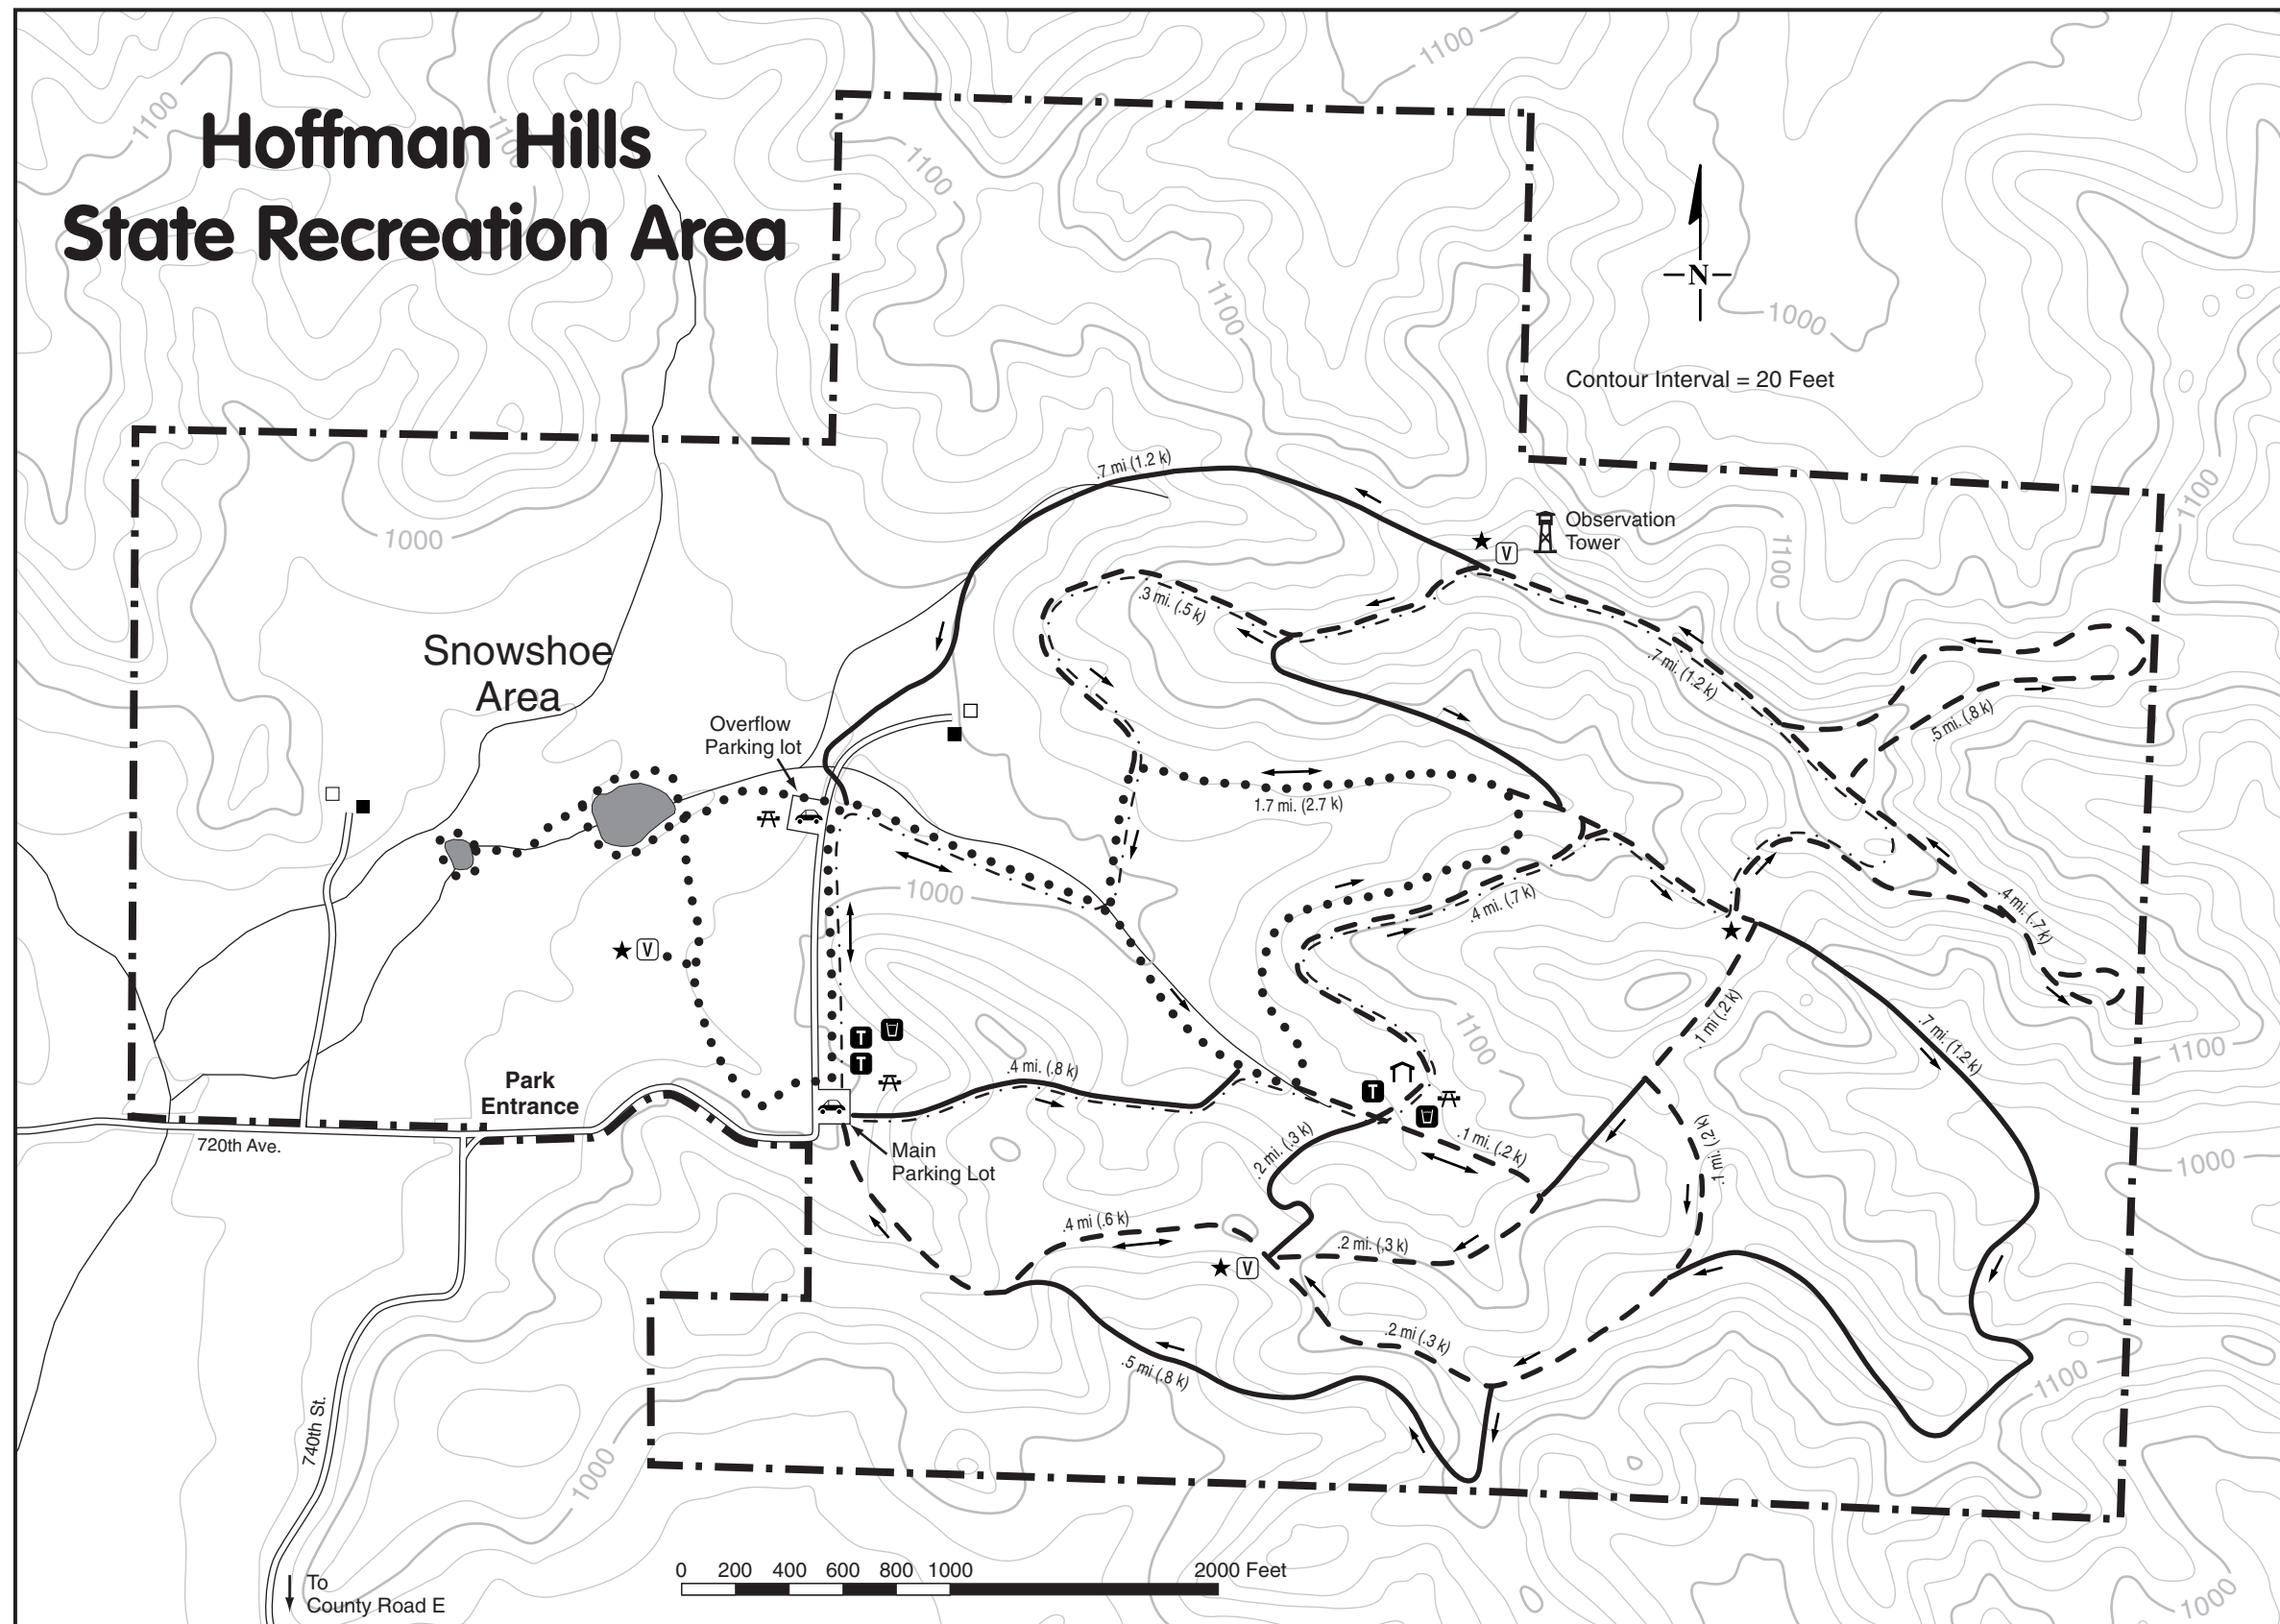 Hoffman Hills
State Recreation Area
1100
1100
1100
1100
1100
N
1000
Contour Interval = 20 Feet
.7 mi (1.2 k)
1100
1000
Observation
Tower
V
1100
.3 mi. (.5 k)
Snowshoe
Area
.7 mi. (1.2 k)
.5 mi. (.8 k)
Overflow
Parking lot
1.7 mi. (2.7 k)
1000
.4 mi. (.7 k)
.4 mi. (.7 k)
V
.1 mi (.2 k)
1100
.7 mi. (1.2 k)
1100
T
T
.4 mi. (.8 k)
Park
Entrance
T
720th Ave.
Main
Parking Lot
.2 mi. (.3 k)
.1 mi. (.2 k)
.1 mi. (.2 k)
1000
.4 mi (.6 k)
.2 mi. (,3 k)
V
.2 mi (.3 k)
.5 mi (.8 k)
1100
740th St.
1000
0 200 400 600 800 1000 2000 Feet
To
County Road E
1000